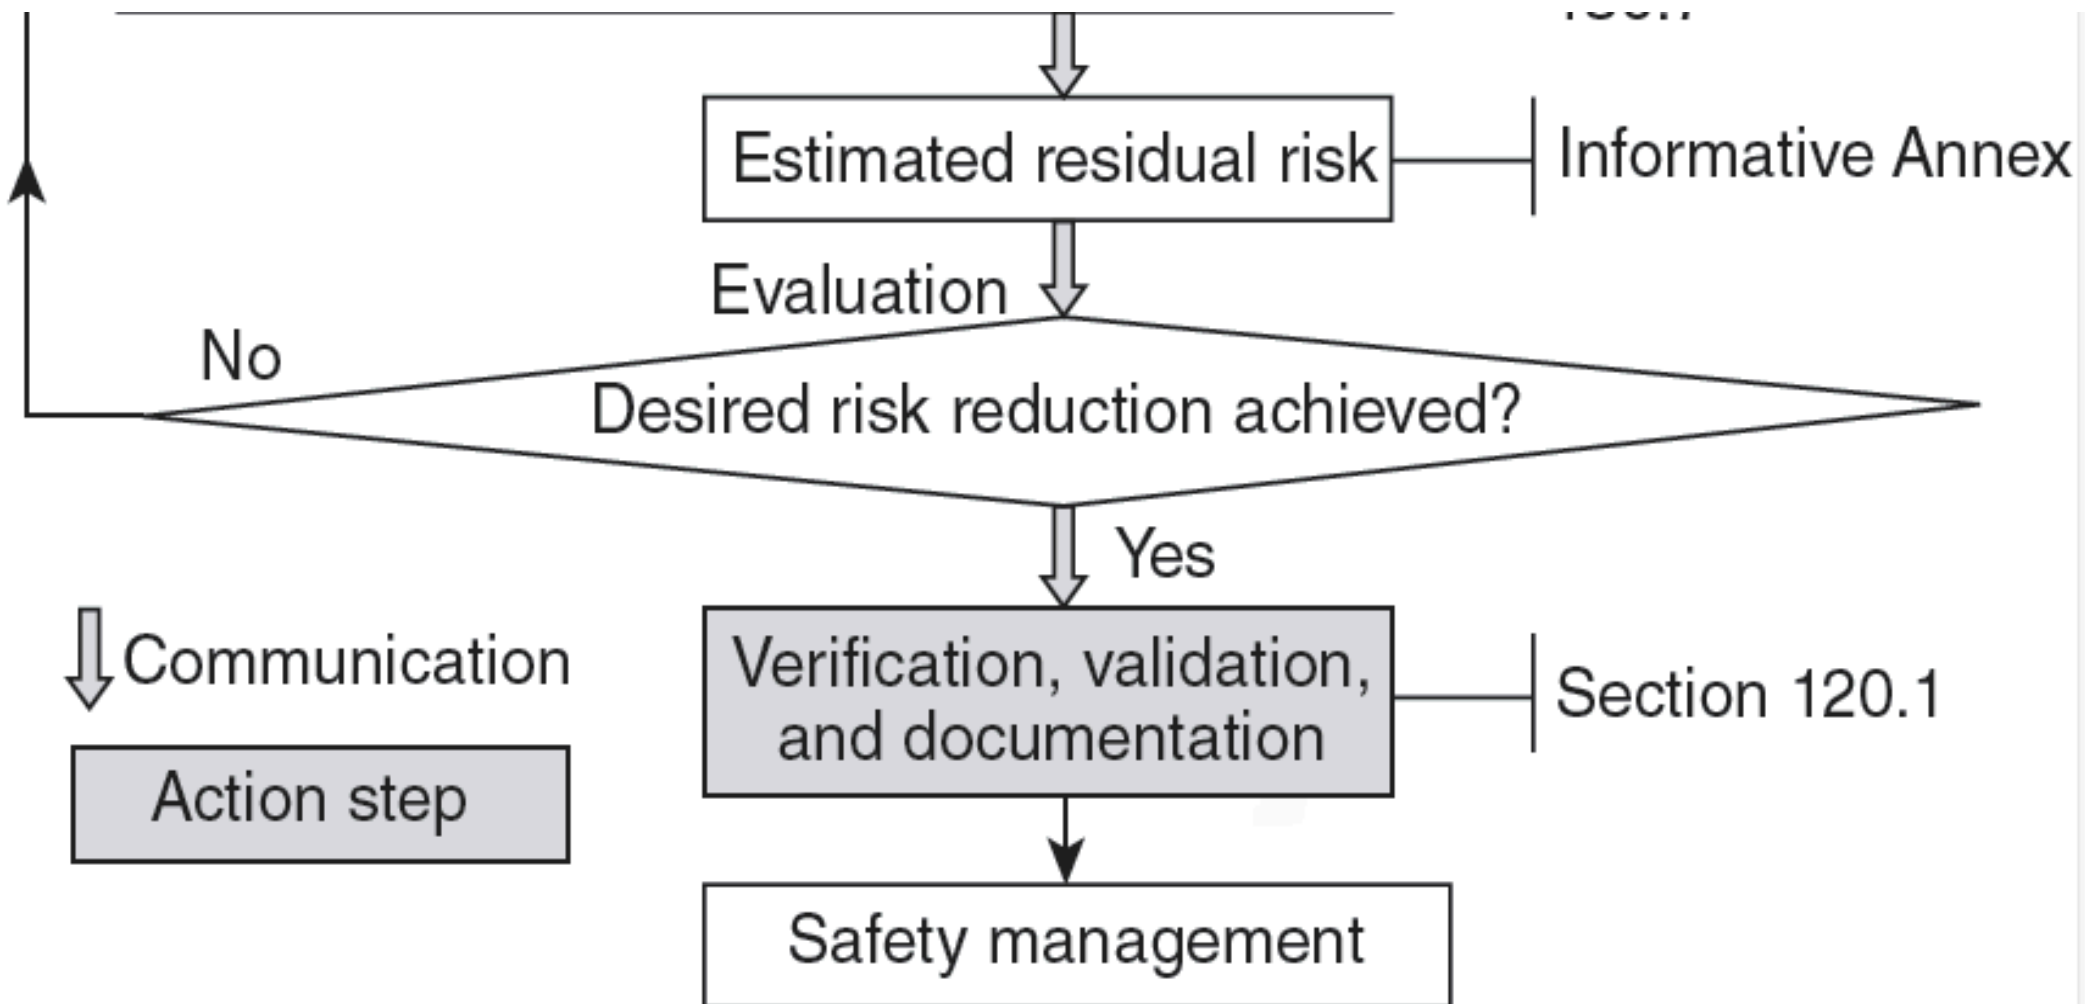 Estimated residual risk
Informative Annex
Evaluation
No
Desired risk reduction achieved?
Yes
Communication
Verification, validation,
and documentation
Section 120.1
Action step
Safety management